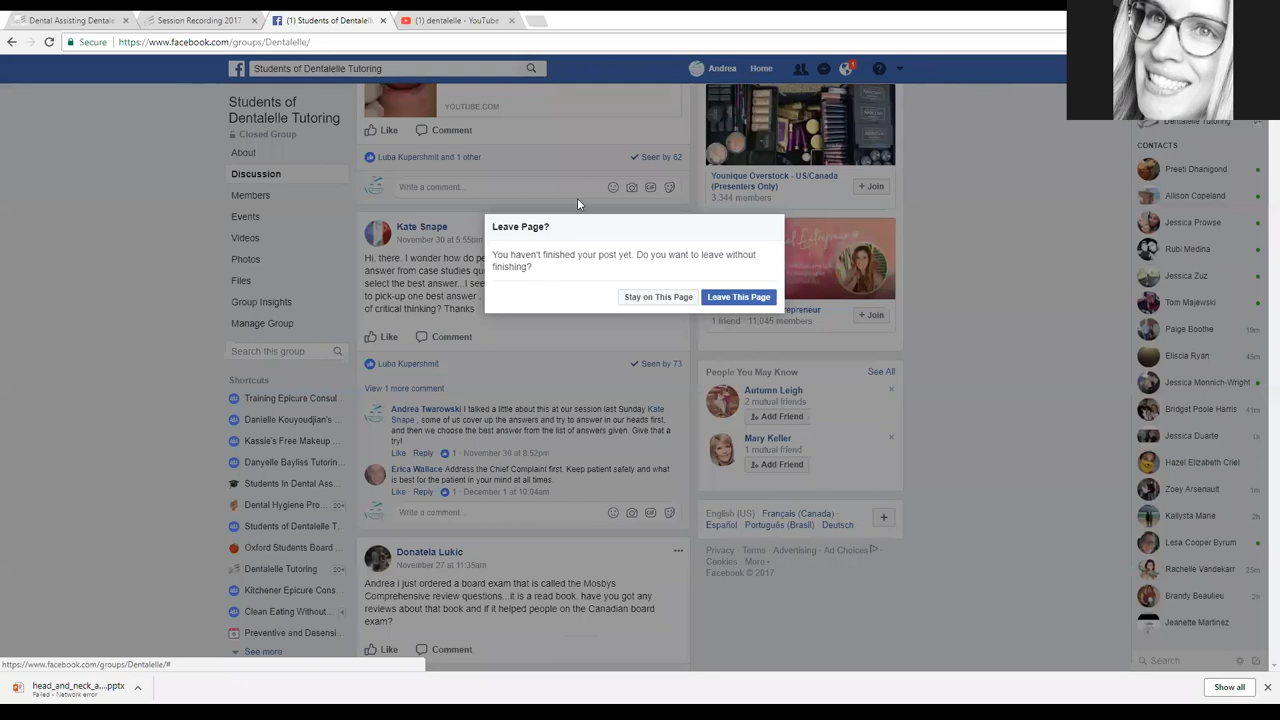 Dental Assisting Dentale
Session Recording 2017
(1) Students of Dentalelle
(1) dentalelle - YouTube
Secure
https://www.facebook.com/groups/Dentalelle/
Students of Dentalelle Tutoring
Andrea
Home
1
?
Students of
Dentalelle Tutoring
Closed Group
About
Discussion
Members
Events
Videos
Photos
Files
Group Insights
Manage Group
Search this group
Shortcuts
Training Epicure Consul...
Danielle Kouyoudjian's ...
Kassie's Free Makeup ...
Danyelle Bayliss Tutorin...
Students In Dental Ass...
Dental Hygiene Pro... 20+
Students of Dentalelle T...
Oxford Students Board ...
Dentalelle Tutoring 20+
Kitchener Epicure Cons...
Clean Eating Without... 4
Preventive and Desensi...
See more
YOUTUBE.COM
Like Comment
Luba Kupershmit and 1 other
Seen by 62
Write a comment...
Kate Snape
November 30 at 5:55pm
Hi, there. I wonder how do pe
answer from case studies qu
select the best answer...I see
to pick-up one best answer
of critical thinking? Thanks
Like Comment
Luba Kupershmit
Seen by 73
View 1 more comment
Andrea Twarowski I talked a little about this at our session last Sunday Kate
Snape , some of us cover up the answers and try to answer in our heads first,
and then we choose the best answer from the list of answers given. Give that a
try!
Like · Reply · 1 · November 30 at 8:52pm
Erica Wallace Address the Chief Complaint first. Keep patient safety and what
is best for the patient in your mind at all times.
Like · Reply · 1 · December 1 at 10:04am
Write a comment...
Donatela Lukic
November 27 at 11:35am
Andrea i just ordered a board exam that is called the Mosbys
Comprehensive review questions...it is a read book. have you got any
reviews about that book and if it helped people on the Canadian board
exam?
Like Comment
Leave Page?
You haven't finished your post yet. Do you want to leave without
finishing?
Stay on This Page
Leave This Page
Younique Overstock - US/Canada
(Presenters Only)
3,344 members
+ Join
repreneur
1 friend · 11,045 members
+ Join
People You May Know
See All
Autumn Leigh
2 mutual friends
Add Friend
Mary Keller
1 mutual friend
Add Friend
English (US) · Français (Canada) ·
Español · Português (Brasil) · Deutsch
Privacy · Terms · Advertising · Ad Choices
Cookies · More
Facebook © 2017
Dentalelle Tutoring
CONTACTS
Preeti Dhanigond
Allison Copeland
Jessica Prowse
Rubi Medina
Jessica Zuz
Tom Majewski
Paige Boothe 19m
Eliscia Ryan 45m
Jessica Monnich-Wright
Bridget Poole Harris 4m
Jessica Duarte 1h
Hazel Elizabeth Criel
Zoey Arsenault 1m
Kallysta Marie 2h
Lesa Cooper Byrum
Rachelle Vandekarr 25m
Brandy Beaulieu 2m
Jeanette Martinez
Search
https://www.facebook.com/groups/Dentalelle/#
head_and_neck_a....pptx
Failed - Network error
Show all